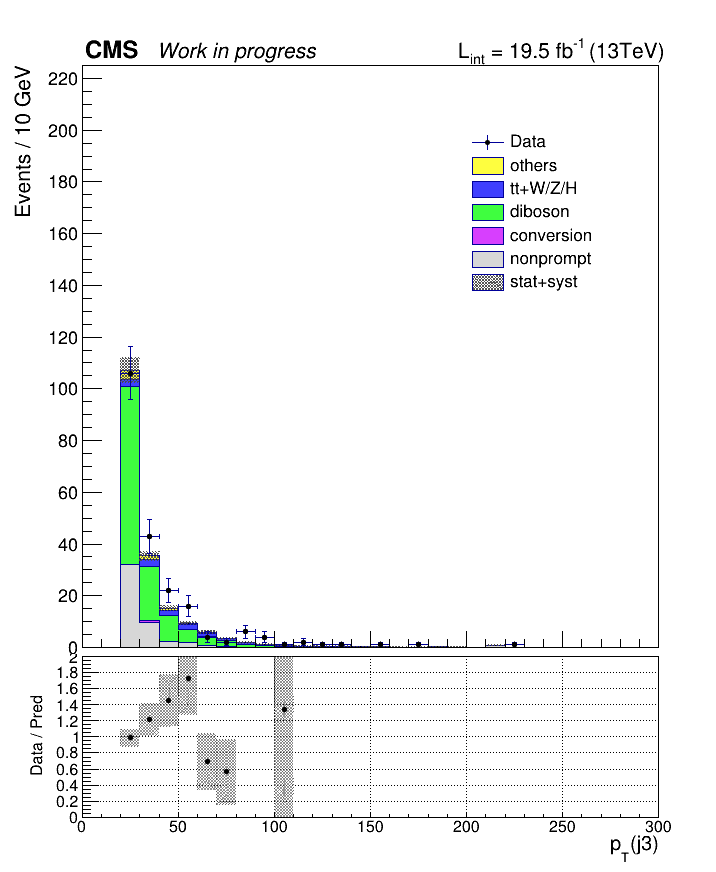 CMS Work in progress L_int = 19.5 fb^-1 (13TeV)
Events / 10 GeV
220
200
180
160
140
120
100
80
60
40
20
0
Data
others
tt+W/Z/H
diboson
conversion
nonprompt
stat+syst
Data / Pred
2
1.8
1.6
1.4
1.2
1
0.8
0.6
0.4
0.2
0
0 50 100 150 200 250 300
p_T(j3)